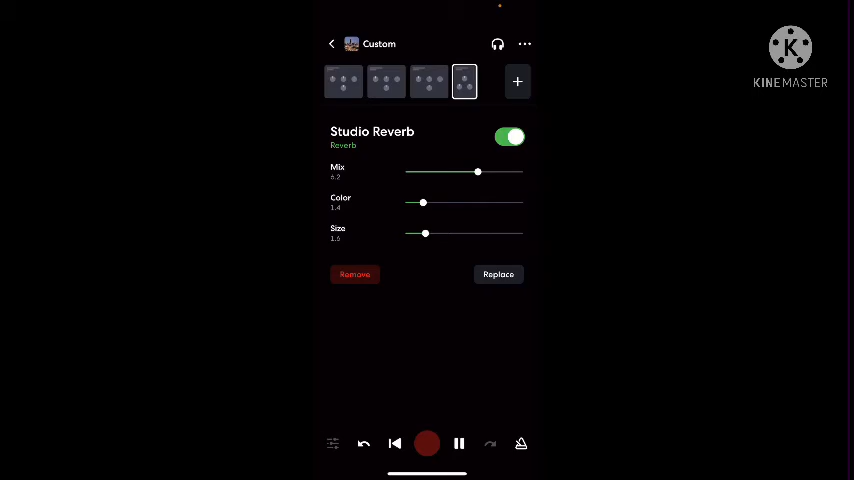 Custom
K
KINEMASTER
Studio Reverb
Reverb
Mix
6.2
Color
1.4
Size
1.6
Remove
Replace